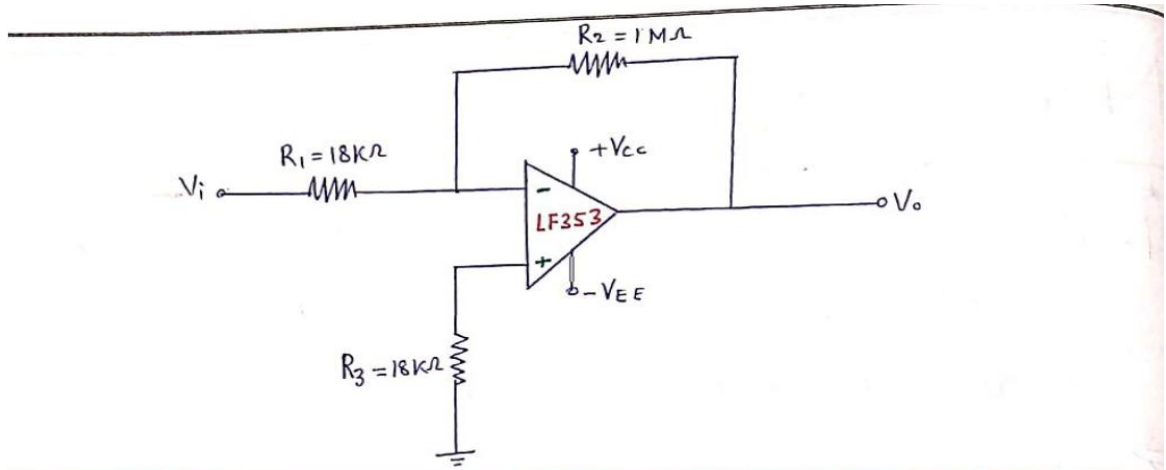 R2 = 1MΩ
R1 = 18KΩ
+Vcc
Vi
-
LF353
Vo
+
-VEE
R3 = 18KΩ